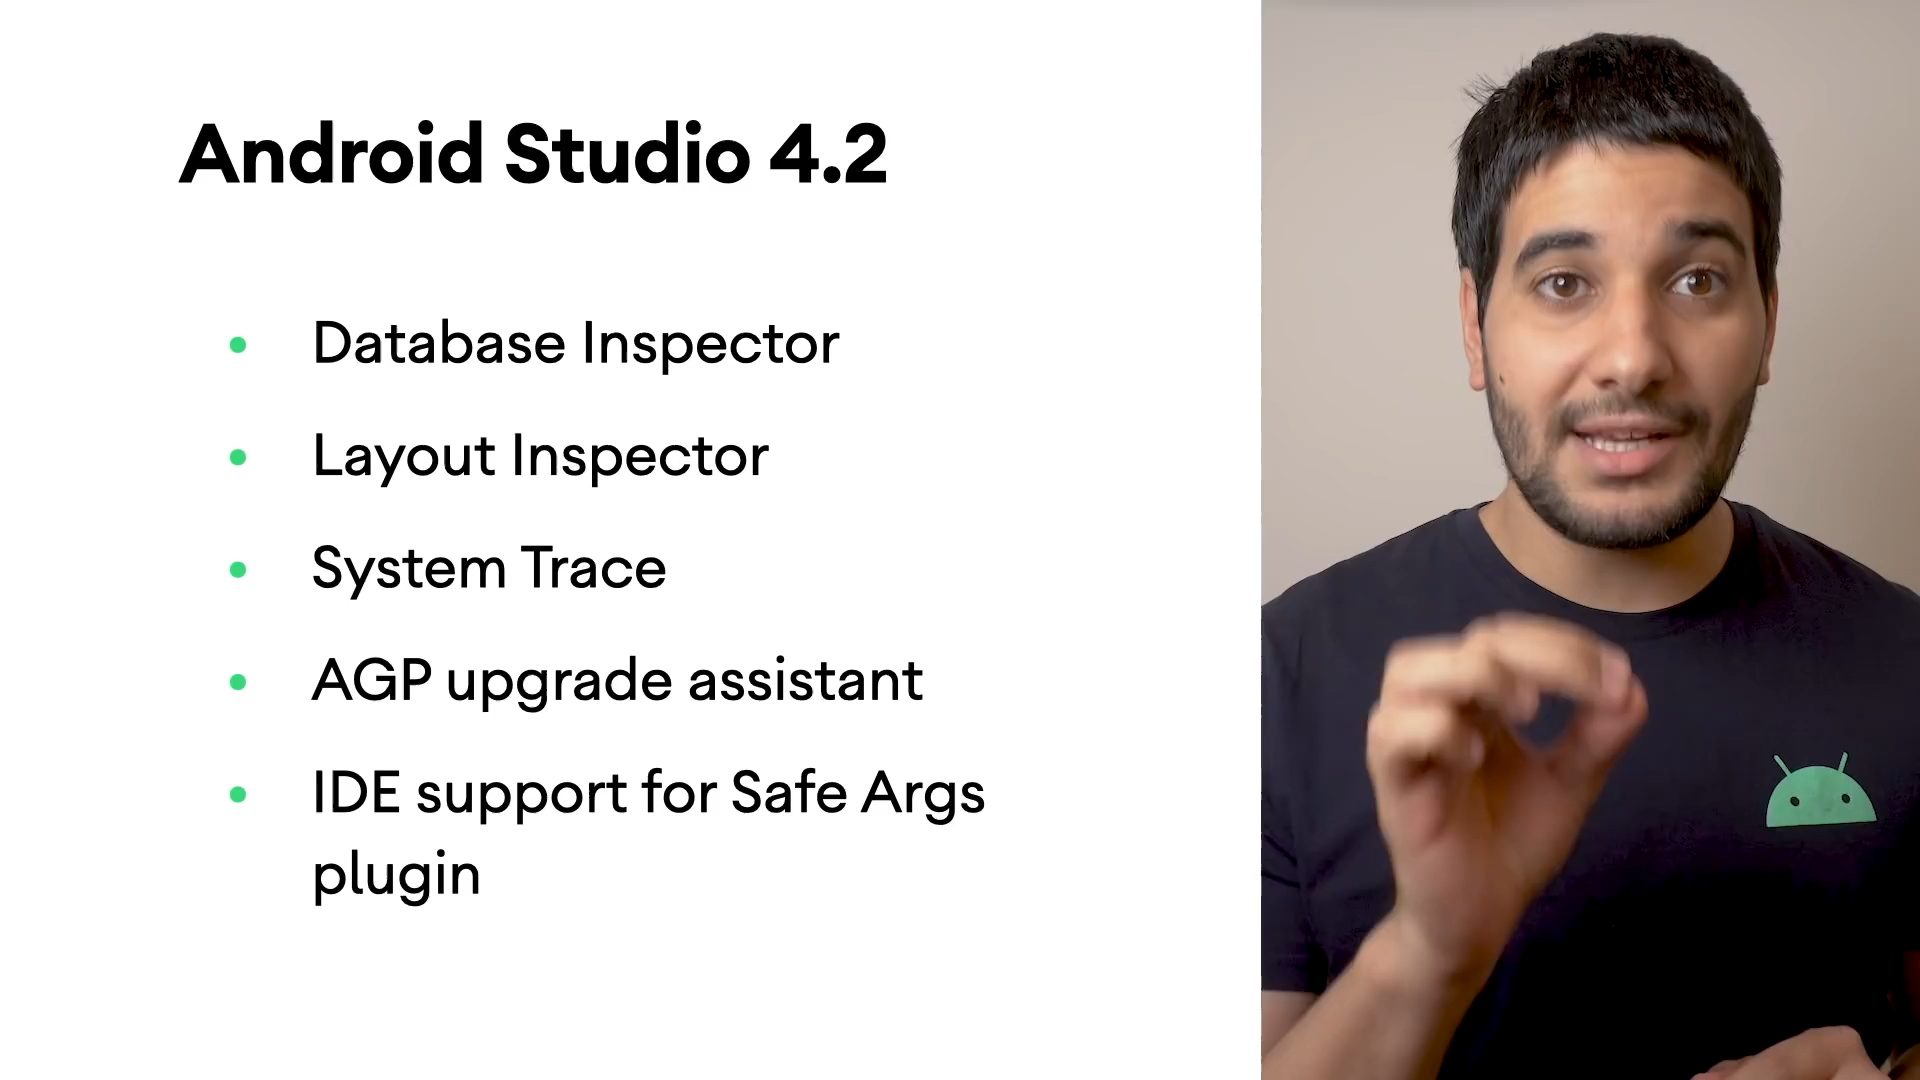 Android Studio 4.2
Database Inspector
Layout Inspector
System Trace
AGP upgrade assistant
IDE support for Safe Args
plugin